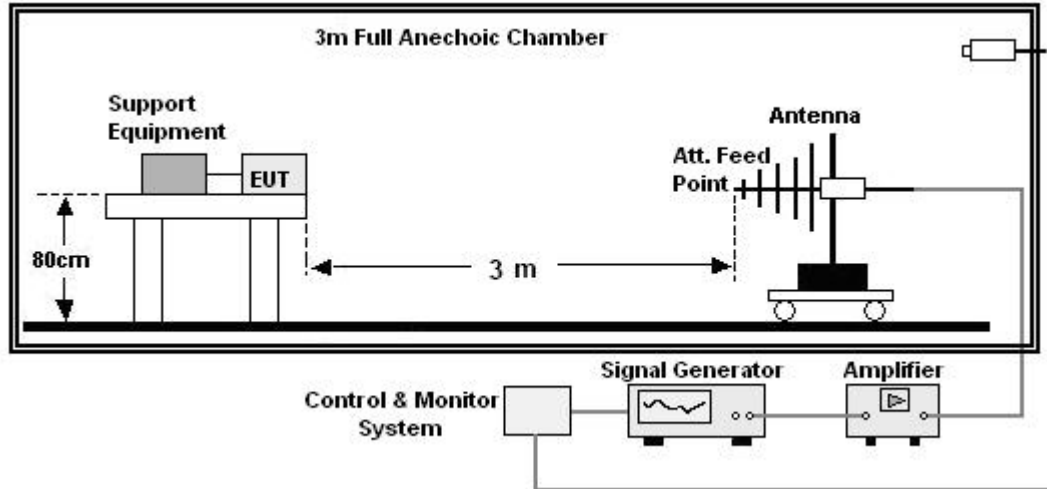 3m Full Anechoic Chamber
Support
Equipment
EUT
80cm
3 m
Antenna
Att. Feed
Point
Signal Generator
Amplifier
Control & Monitor
System